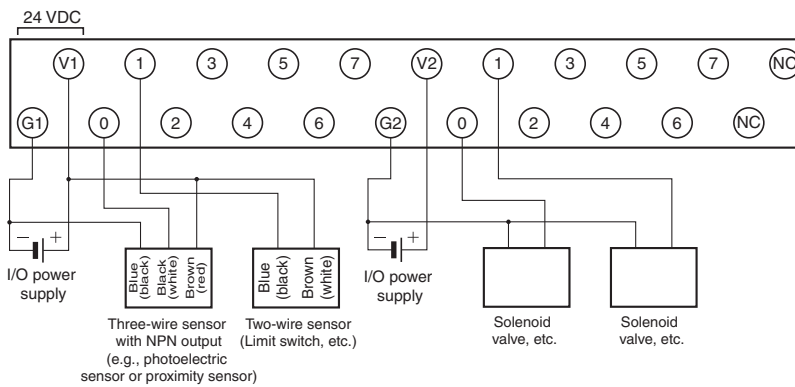 24 VDC
V1 1 3 5 7 V2 1 3 5 7 NC
G1 0 2 4 6 G2 0 2 4 6 NC
− +
I/O power
supply
Blue
(black)
Black
(white)
Brown
(red)
Three-wire sensor
with NPN output
(e.g., photoelectric
sensor or proximity sensor)
Blue
(black)
Brown
(white)
Two-wire sensor
(Limit switch, etc.)
− +
I/O power
supply
Solenoid
valve, etc.
Solenoid
valve, etc.